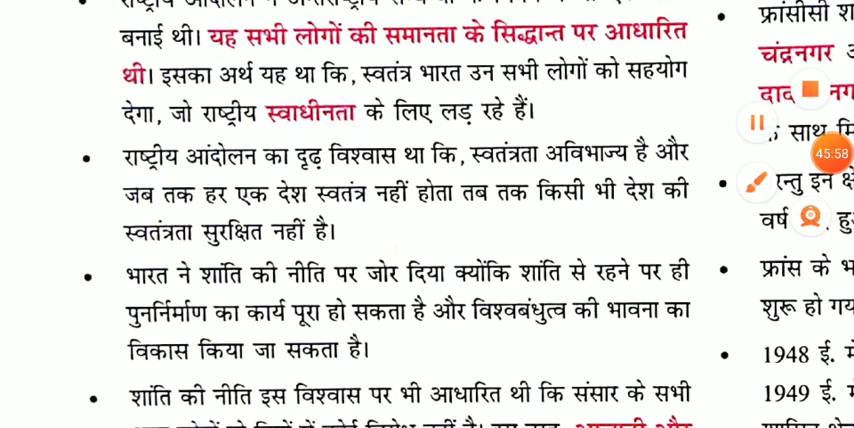 बनाई थी। यह सभी लोगों की समानता के सिद्धान्त पर आधारित
थी। इसका अर्थ यह था कि, स्वतंत्र भारत उन सभी लोगों को सहयोग
देगा, जो राष्ट्रीय स्वाधीनता के लिए लड़ रहे हैं।
• राष्ट्रीय आंदोलन का दृढ़ विश्वास था कि, स्वतंत्रता अविभाज्य है और
जब तक हर एक देश स्वतंत्र नहीं होता तब तक किसी भी देश की
स्वतंत्रता सुरक्षित नहीं है।
• भारत ने शांति की नीति पर जोर दिया क्योंकि शांति से रहने पर ही
पुनर्निर्माण का कार्य पूरा हो सकता है और विश्वबंधुत्व की भावना का
विकास किया जा सकता है।
• शांति की नीति इस विश्वास पर भी आधारित थी कि संसार के सभी
• फ्रांसीसी
चंद्रनगर
साथ
45:58
इन
वर्ष
• फ्रांस के
शुरू हो
• 1948 ई.
1949 ई.